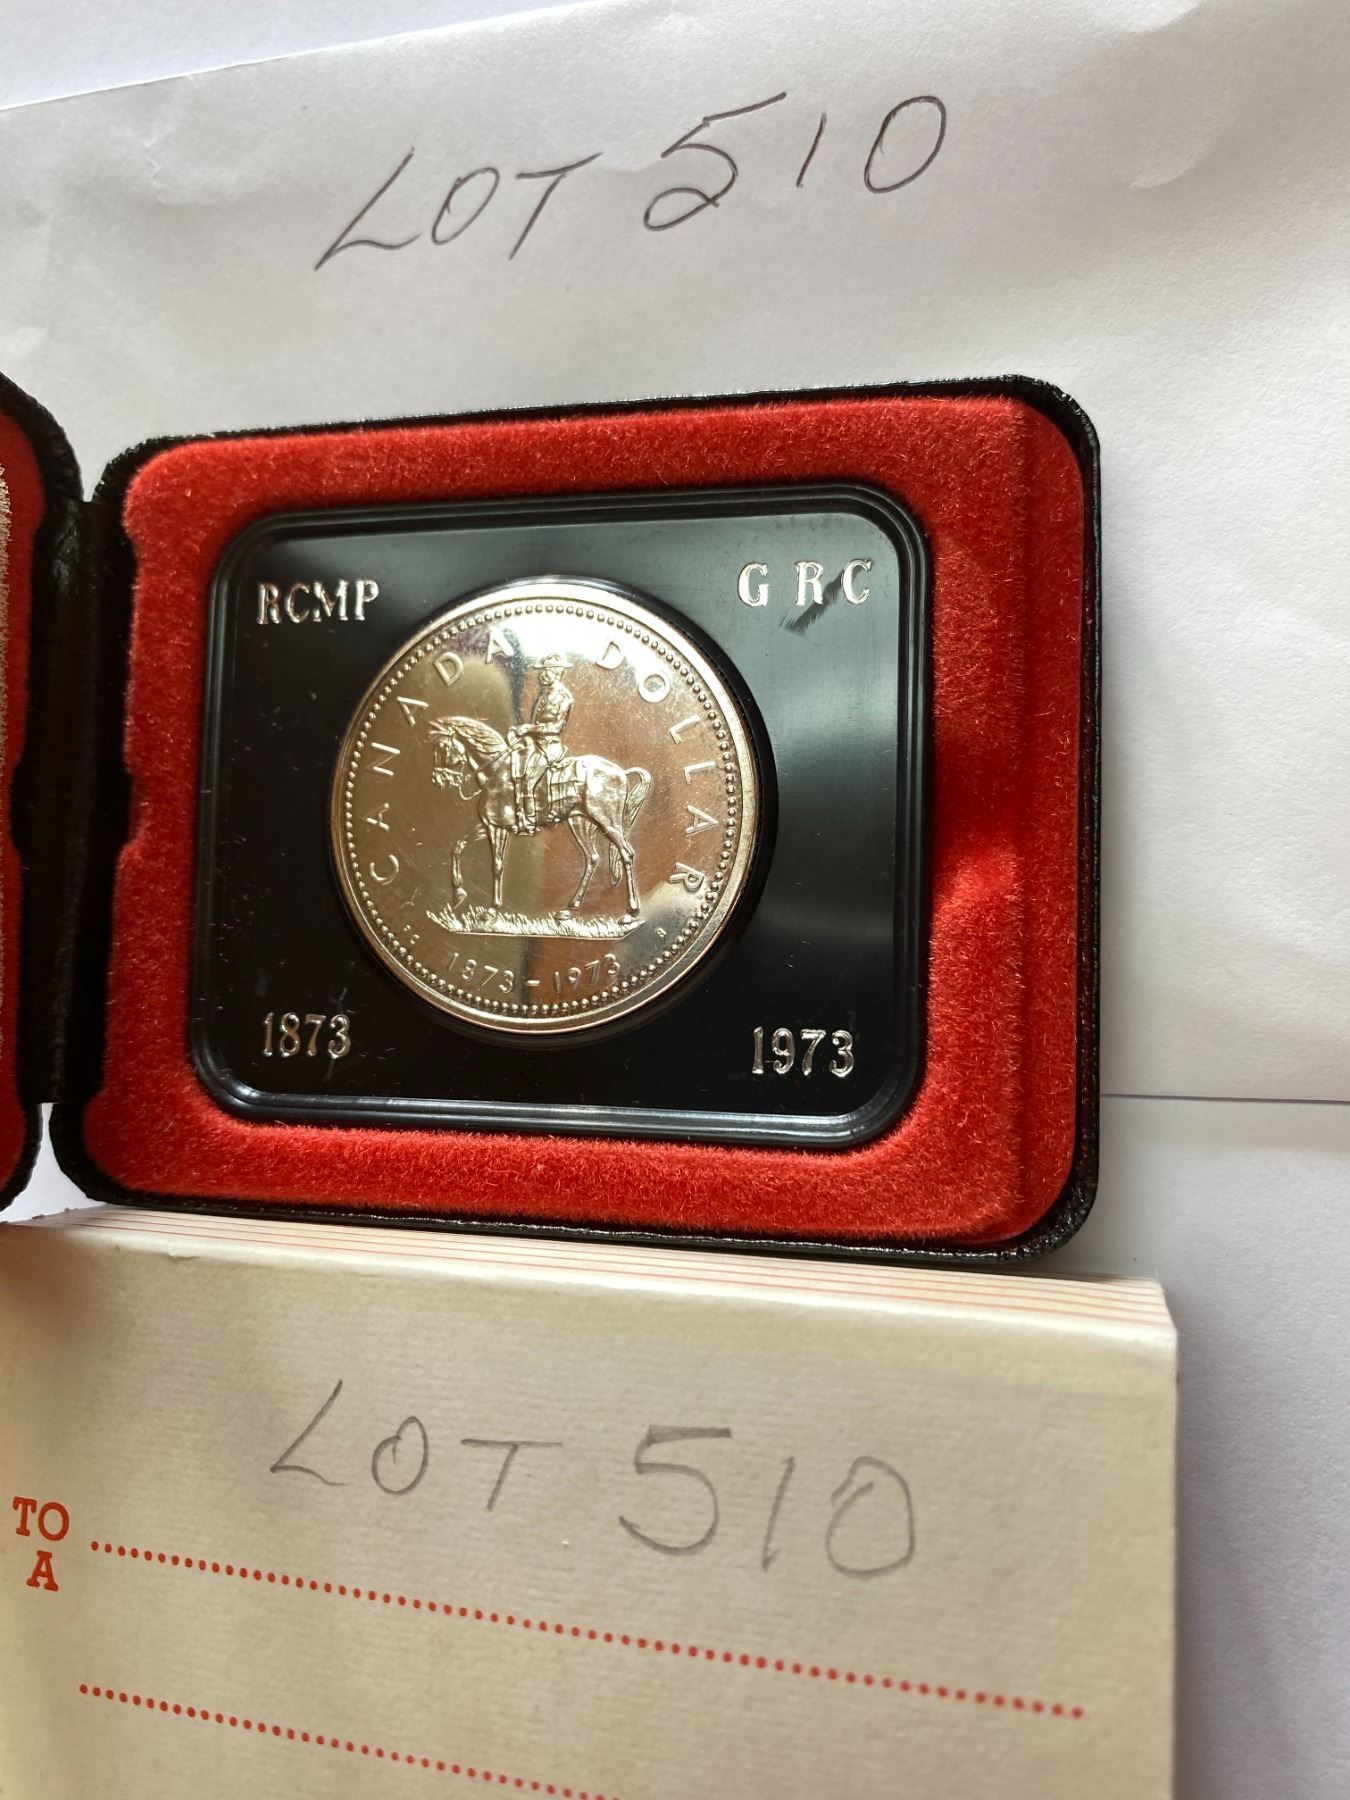 LOT 510
RCMP
GRC
CANADA DOLLAR
1873-1973
1873
1973
LOT 510
TO
A